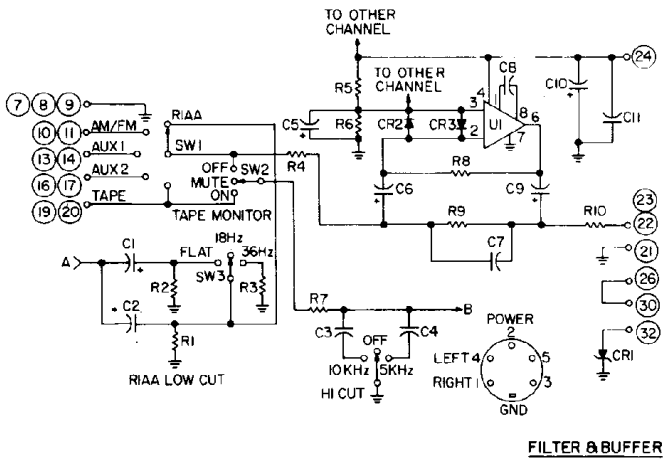 TO OTHER
CHANNEL
TO OTHER
CHANNEL
C8
24
R5
4
C10
+
C11
7 8 9
RIAA
3
8
6
10 11 AM/FM
C5
+
R6
CR2
CR3
U1
2
7
13 14 AUX 1
SW1
OFF
R4
R8
16 17 AUX 2
MUTE
SW2
C6
+
C9
+
19 20 TAPE
ON
TAPE MONITOR
23
R9
R10
22
C7
21
A
C1
+
FLAT
18Hz
36Hz
SW3
R2
R3
26
+
C2
R7
B
30
R1
C3
C4
POWER
2
32
OFF
LEFT 4
5
CR1
10KHz
5KHz
RIGHT 1
3
RIAA LOW CUT
HI CUT
GND
FILTER & BUFFER